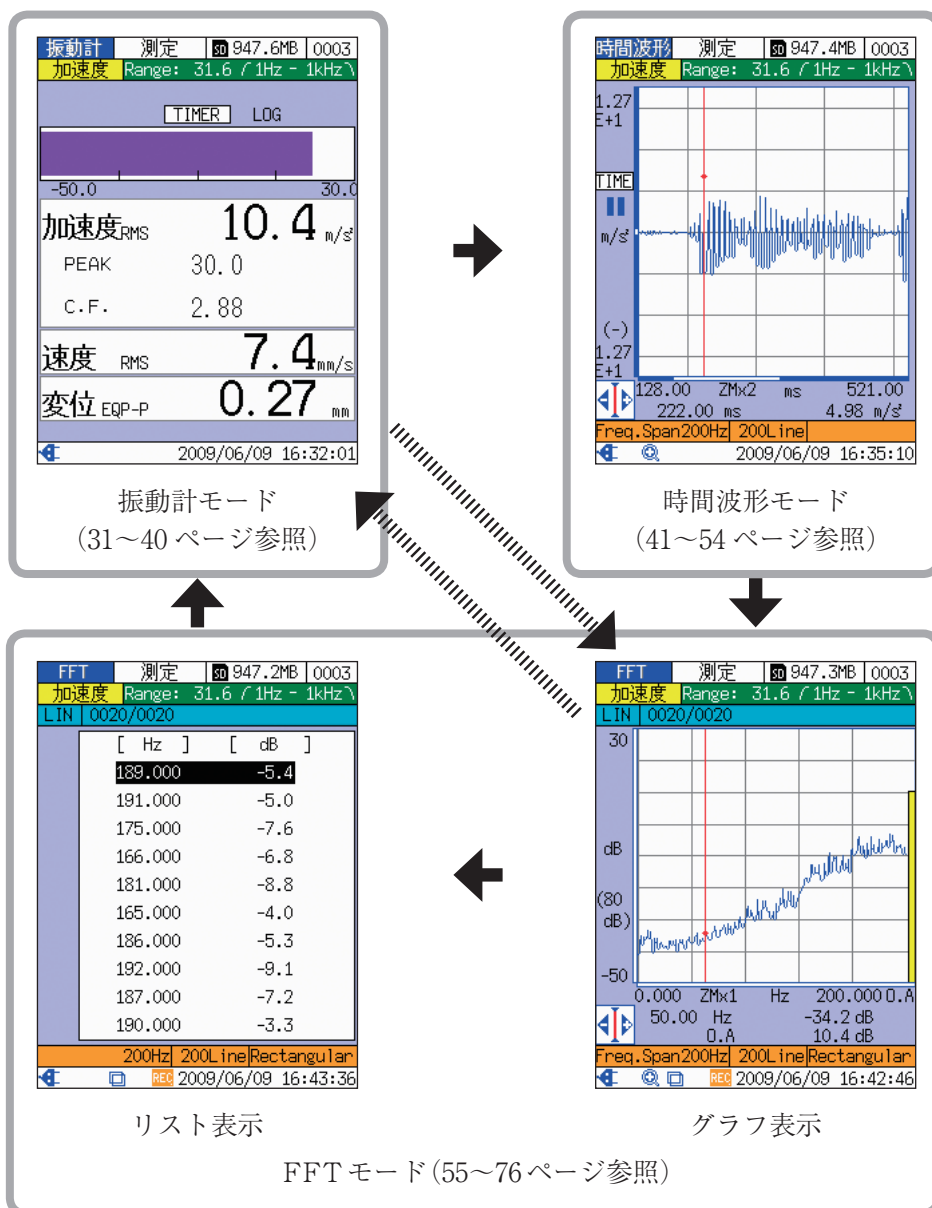 振動計 測定 SD 947.6MB 0003
加速度 Range: 31.6 / 1Hz - 1kHz \
TIMER LOG
-50.0 30.0
加速度RMS 10.4 m/s²
PEAK 30.0
C.F. 2.88
速度 RMS 7.4 mm/s
変位 EQP-P 0.27 mm
2009/06/09 16:32:01
振動計モード
(31～40 ページ参照)
時間波形 測定 SD 947.4MB 0003
加速度 Range: 31.6 / 1Hz - 1kHz \
1.27
E+1
TIME
m/s²
(-)
1.27
E+1
128.00 ZMx2 ms 521.00
222.00 ms 4.98 m/s²
Freq.Span200Hz 200Line
2009/06/09 16:35:10
時間波形モード
(41～54 ページ参照)
FFT 測定 SD 947.2MB 0003
加速度 Range: 31.6 / 1Hz - 1kHz \
LIN 0020/0020
[ Hz ] [ dB ]
189.000 -5.4
191.000 -5.0
175.000 -7.6
166.000 -6.8
181.000 -8.8
165.000 -4.0
186.000 -5.3
192.000 -9.1
187.000 -7.2
190.000 -3.3
200Hz 200Line Rectangular
REC 2009/06/09 16:43:36
リスト表示
FFT 測定 SD 947.3MB 0003
加速度 Range: 31.6 / 1Hz - 1kHz \
LIN 0020/0020
30
dB
(80
dB)
-50
0.000 ZMx1 Hz 200.000 O.A
50.00 Hz -34.2 dB
O.A 10.4 dB
Freq.Span200Hz 200Line Rectangular
REC 2009/06/09 16:42:46
グラフ表示
FFT モード(55～76 ページ参照)